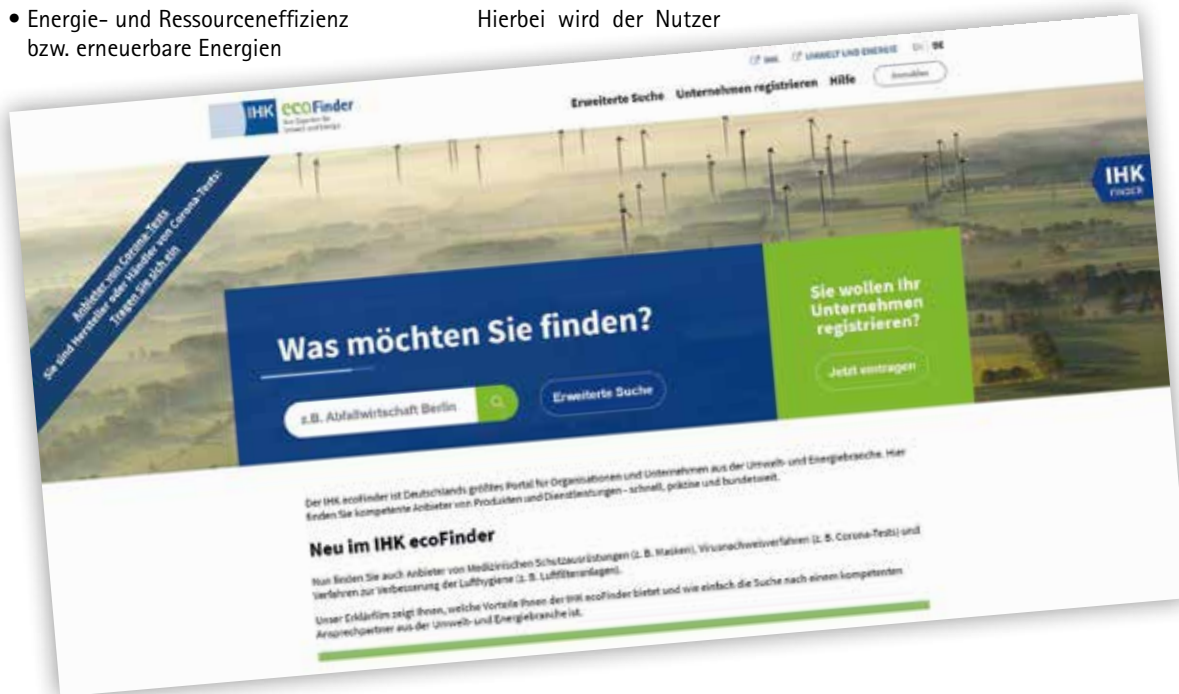 • Energie- und Ressourceneffizienz
bzw. erneuerbare Energien
Hierbei wird der Nutzer
IHK
UMWELT UND ENERGIE
EN
DE
IHK ecoFinder
Erweiterte Suche Unternehmen registrieren Hilfe
Anmelden
Anbieter von Corona-Tests
Sie sind Hersteller oder Händler von Corona-Tests:
Tragen Sie sich ein
IHK
FINDER
Was möchten Sie finden?
z.B. Abfallwirtschaft Berlin
Erweiterte Suche
Sie wollen Ihr
Unternehmen
registrieren?
Jetzt eintragen
Der IHK ecoFinder ist Deutschlands größtes Portal für Organisationen und Unternehmen aus der Umwelt- und Energiebranche. Hier
finden Sie kompetente Anbieter von Produkten und Dienstleistungen – schnell, präzise und bundesweit.
Neu im IHK ecoFinder
Nun finden Sie auch Anbieter von Medizinischen Schutzausrüstungen (z. B. Masken), Virusnachweisverfahren (z. B. Corona-Tests) und
Verfahren zur Verbesserung der Lufthygiene (z. B. Luftfilteranlagen).
Unser Erklärfilm zeigt Ihnen, welche Vorteile Ihnen der IHK ecoFinder bietet und wie einfach die Suche nach einem kompetenten
Ansprechpartner aus der Umwelt- und Energiebranche ist.